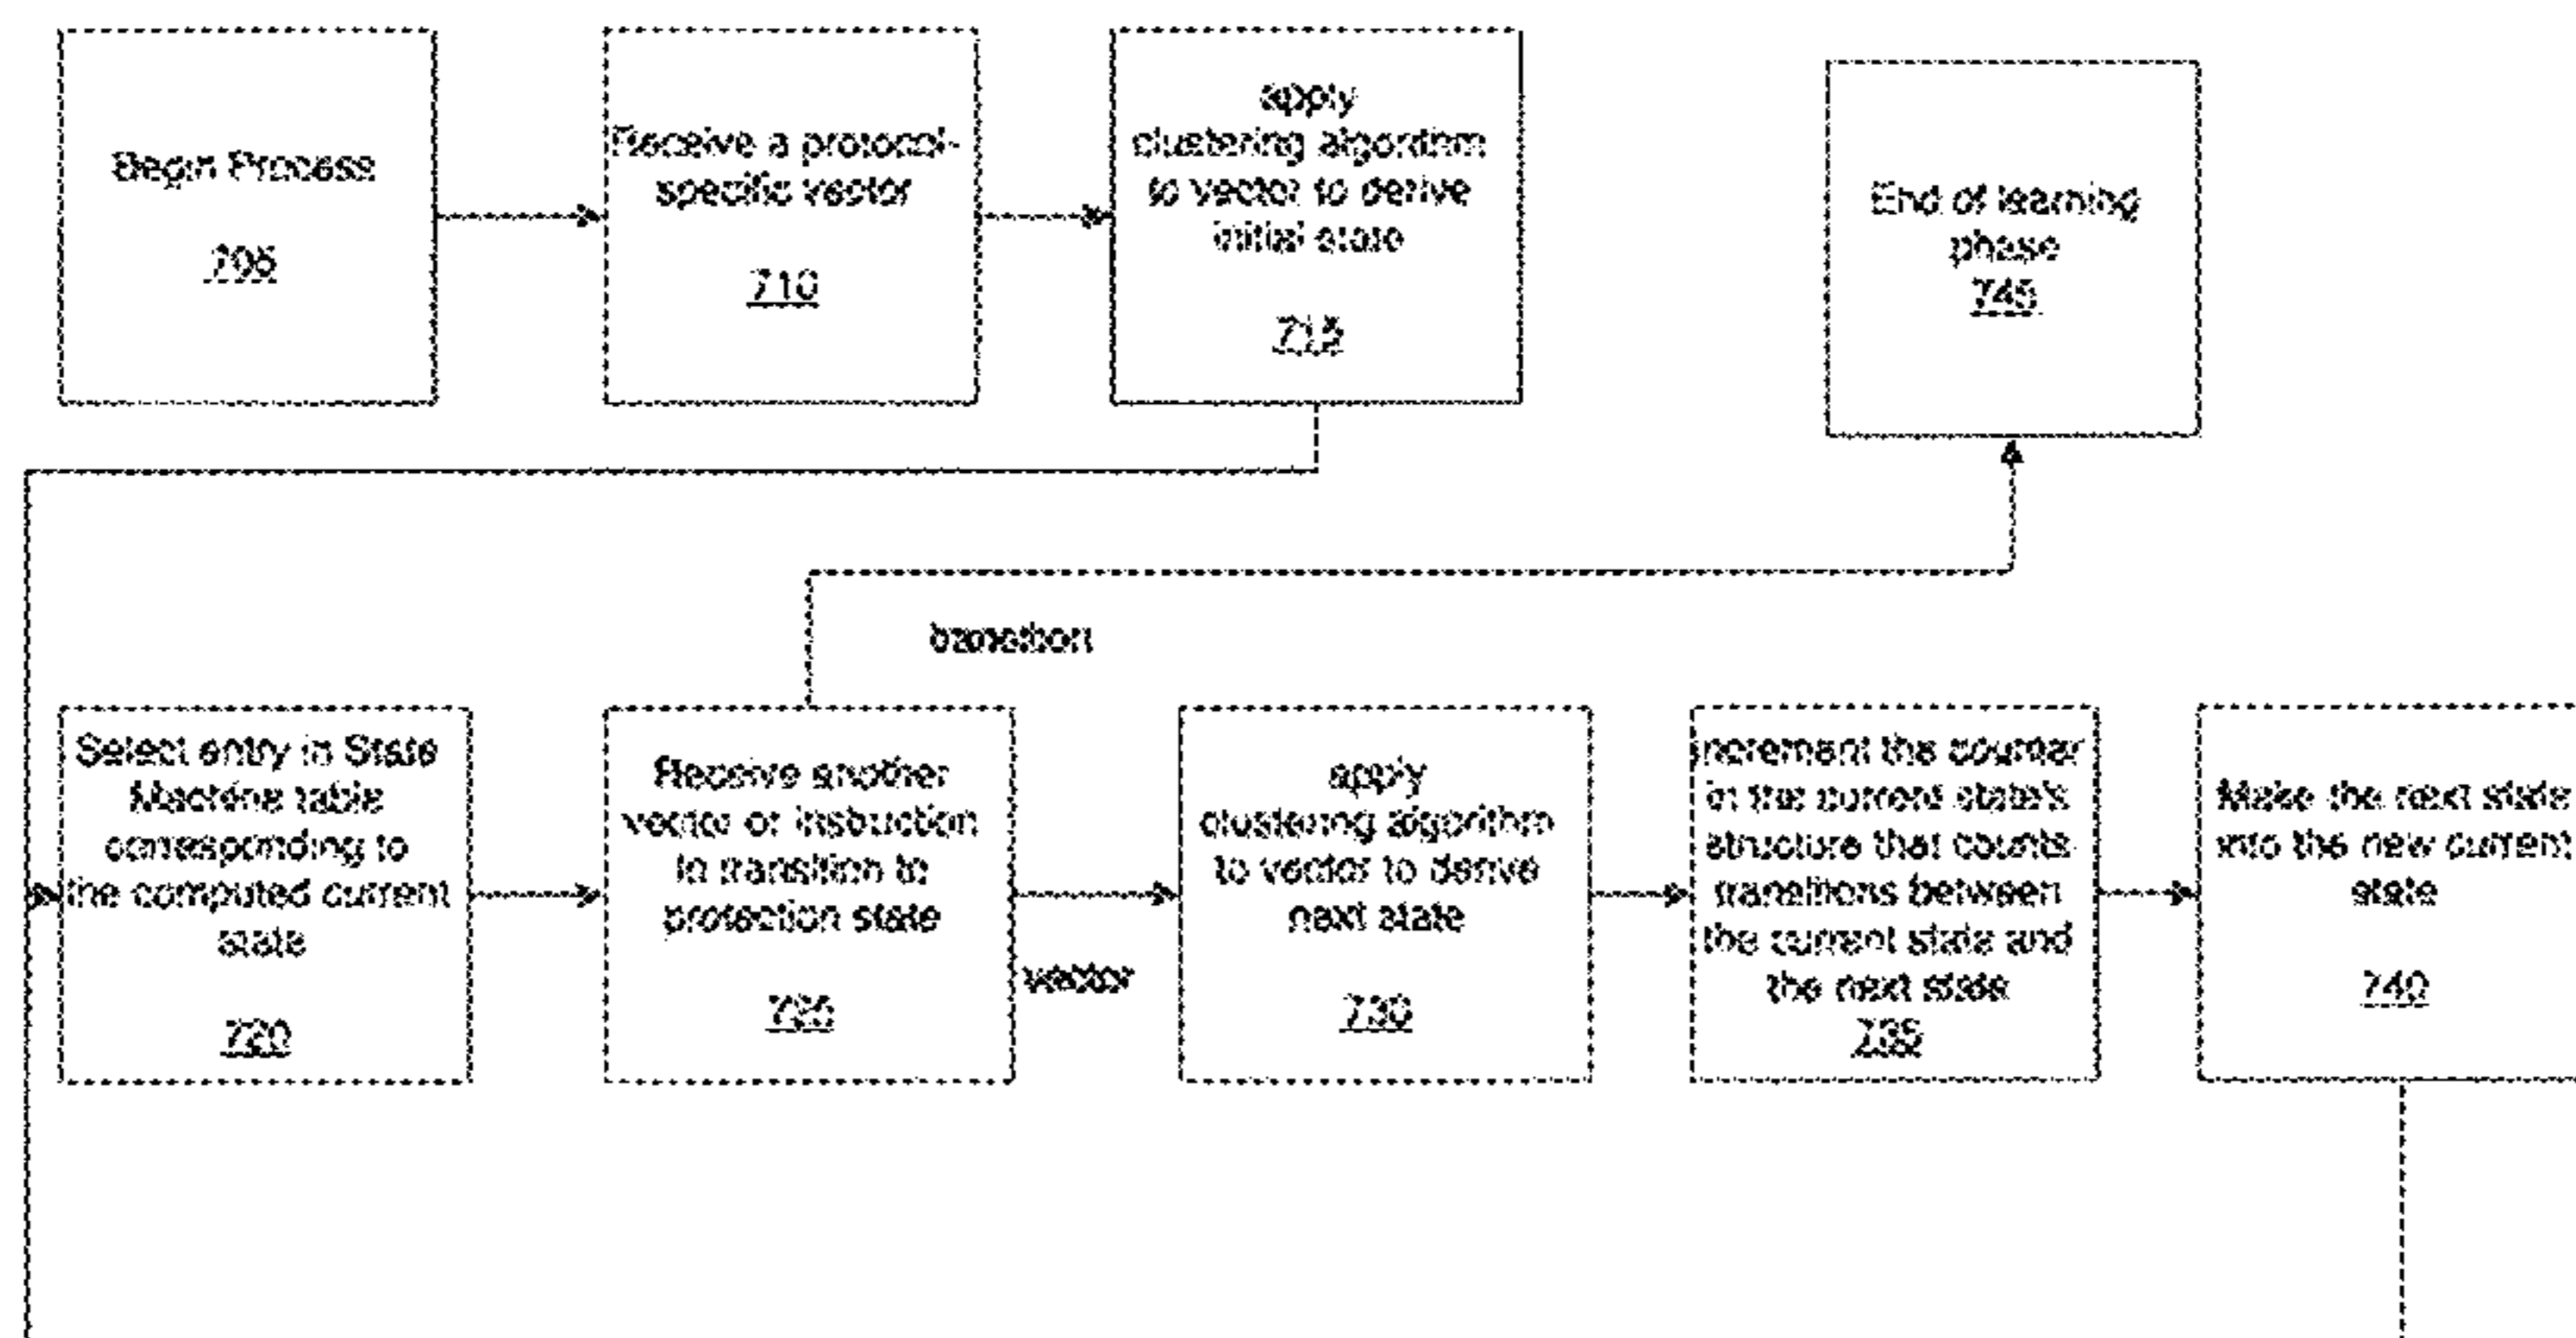 Begin Process
705
Receive a protocol-
specific vector
710
apply
clustering algorithm
to vector to derive
initial state
715
End of learning
phase
745
transition
Select entry in State
Machine table
corresponding to
the computed current
state
720
Receive another
vector or instruction
to transition to
protection state
725
vector
apply
clustering algorithm
to vector to derive
next state
730
increment the counter
in the current state's
structure that counts
transitions between
the current state and
the next state
735
Make the next state
into the new current
state
740